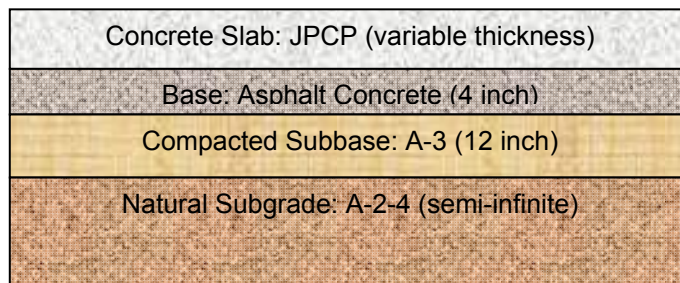 Concrete Slab: JPCP (variable thickness)
Base: Asphalt Concrete (4 inch)
Compacted Subbase: A-3 (12 inch)
Natural Subgrade: A-2-4 (semi-infinite)